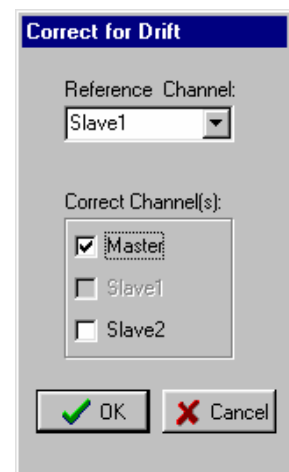 Correct for Drift
Reference Channel:
Slave1
Correct Channel(s):
Master
Slave1
Slave2
OK
Cancel